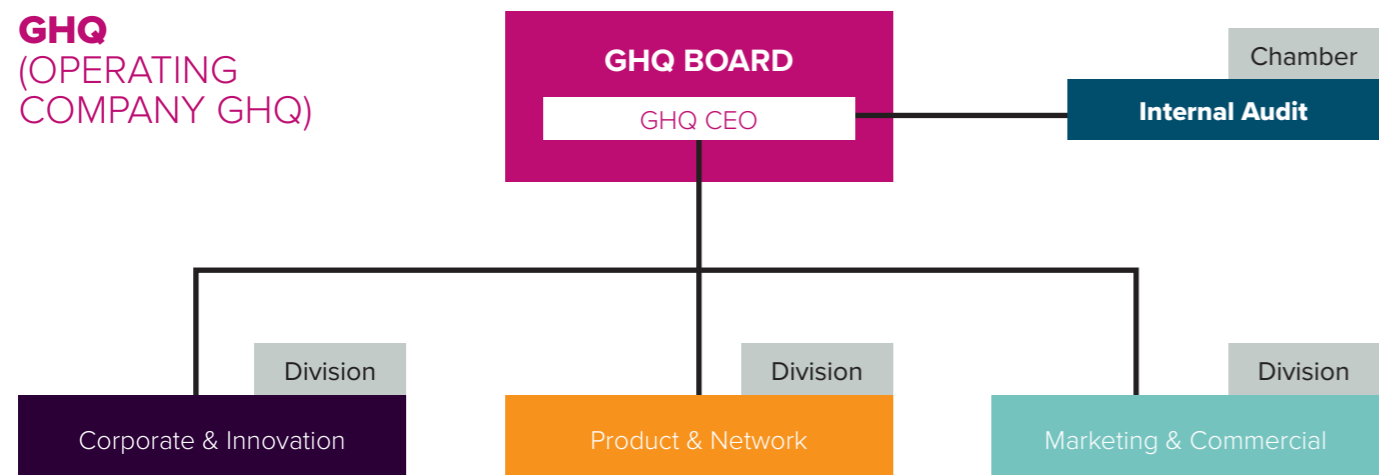 GHQ
(OPERATING
COMPANY GHQ)
GHQ BOARD
GHQ CEO
Chamber
Internal Audit
Division
Corporate & Innovation
Division
Product & Network
Division
Marketing & Commercial